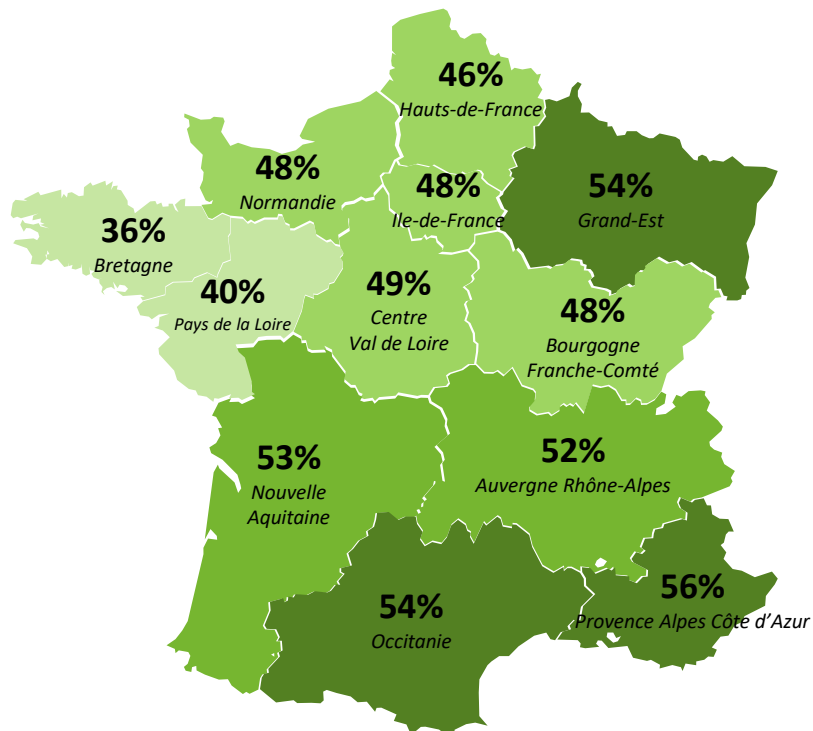 46%
Hauts-de-France
48%
Normandie
48%
Ile-de-France
54%
Grand-Est
36%
Bretagne
40%
Pays de la Loire
49%
Centre
Val de Loire
48%
Bourgogne
Franche-Comté
53%
Nouvelle
Aquitaine
52%
Auvergne Rhône-Alpes
54%
Occitanie
56%
Provence Alpes Côte d’Azur